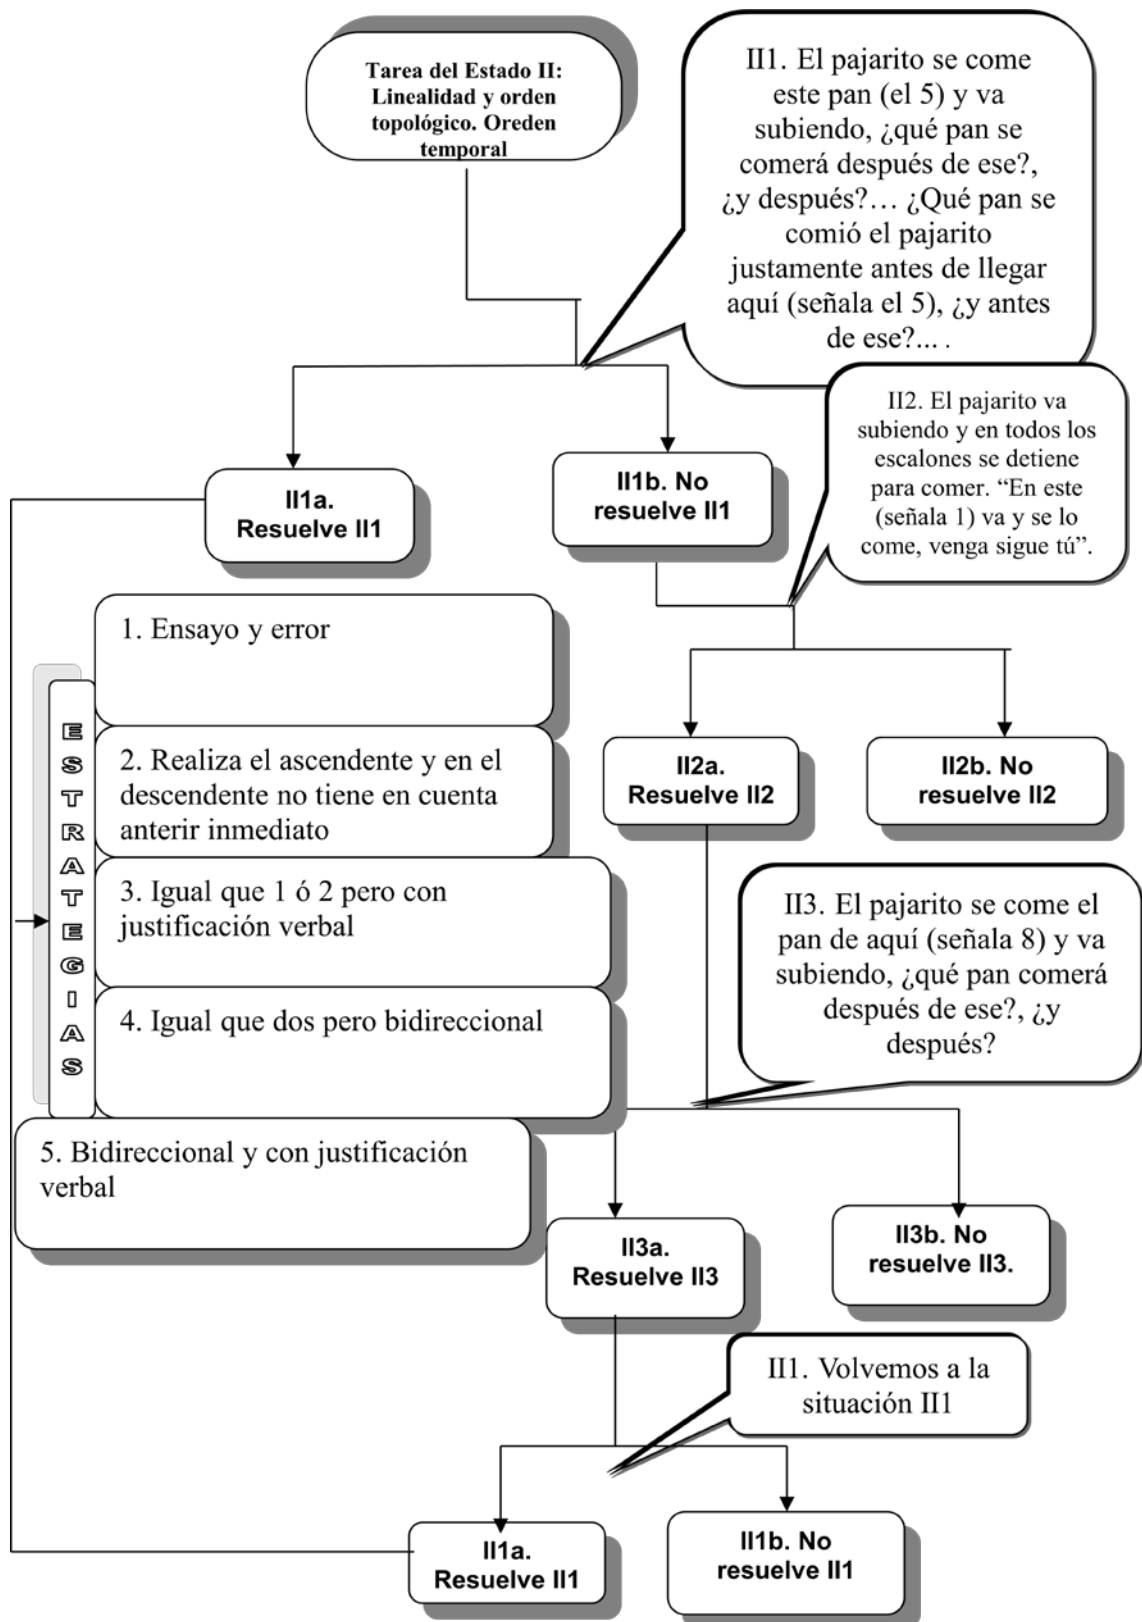 Tarea del Estado II:
Linealidad y orden
topológico. Oreden
temporal
II1. El pajarito se come
este pan (el 5) y va
subiendo, ¿qué pan se
comerá después de ese?,
¿y después?… ¿Qué pan se
comió el pajarito
justamente antes de llegar
aquí (señala el 5), ¿y antes
de ese?... .
II2. El pajarito va
subiendo y en todos los
escalones se detiene
para comer. “En este
(señala 1) va y se lo
come, venga sigue tú”.
II1a.
Resuelve II1
II1b. No
resuelve II1
ESTRATEGIAS
1. Ensayo y error
2. Realiza el ascendente y en el
descendente no tiene en cuenta
anterir inmediato
3. Igual que 1 ó 2 pero con
justificación verbal
4. Igual que dos pero bidireccional
5. Bidireccional y con justificación
verbal
II2a.
Resuelve II2
II2b. No
resuelve II2
II3. El pajarito se come el
pan de aquí (señala 8) y va
subiendo, ¿qué pan comerá
después de ese?, ¿y
después?
II3a.
Resuelve II3
II3b. No
resuelve II3.
II1. Volvemos a la
situación II1
II1a.
Resuelve II1
II1b. No
resuelve II1